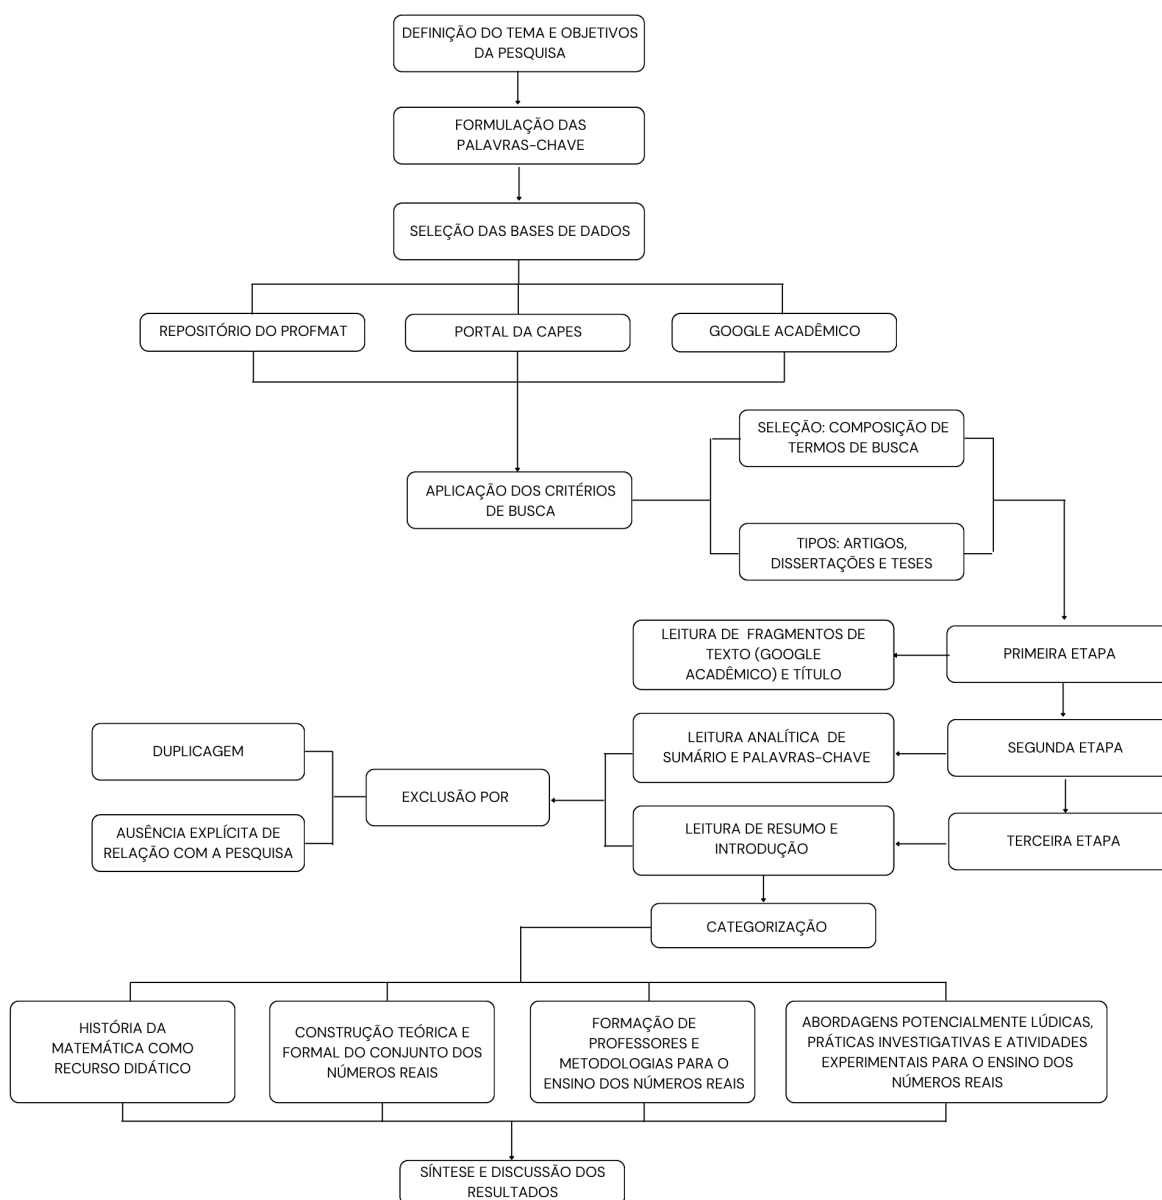 DEFINIÇÃO DO TEMA E OBJETIVOS
DA PESQUISA
FORMULAÇÃO DAS
PALAVRAS-CHAVE
SELEÇÃO DAS BASES DE DADOS
REPOSITÓRIO DO PROFMAT
PORTAL DA CAPES
GOOGLE ACADÊMICO
APLICAÇÃO DOS CRITÉRIOS
DE BUSCA
SELEÇÃO: COMPOSIÇÃO DE
TERMOS DE BUSCA
TIPOS: ARTIGOS,
DISSERTAÇÕES E TESES
PRIMEIRA ETAPA
LEITURA DE FRAGMENTOS DE
TEXTO (GOOGLE
ACADÊMICO) E TÍTULO
SEGUNDA ETAPA
LEITURA ANALÍTICA DE
SUMÁRIO E PALAVRAS-CHAVE
TERCEIRA ETAPA
LEITURA DE RESUMO E
INTRODUÇÃO
EXCLUSÃO POR
DUPLICAGEM
AUSÊNCIA EXPLÍCITA DE
RELAÇÃO COM A PESQUISA
CATEGORIZAÇÃO
HISTÓRIA DA
MATEMÁTICA COMO
RECURSO DIDÁTICO
CONSTRUÇÃO TEÓRICA E
FORMAL DO CONJUNTO DOS
NÚMEROS REAIS
FORMAÇÃO DE
PROFESSORES E
METODOLOGIAS PARA O
ENSINO DOS NÚMEROS REAIS
ABORDAGENS POTENCIALMENTE LÚDICAS,
PRÁTICAS INVESTIGATIVAS E ATIVIDADES
EXPERIMENTAIS PARA O ENSINO DOS
NÚMEROS REAIS
SÍNTESE E DISCUSSÃO DOS
RESULTADOS